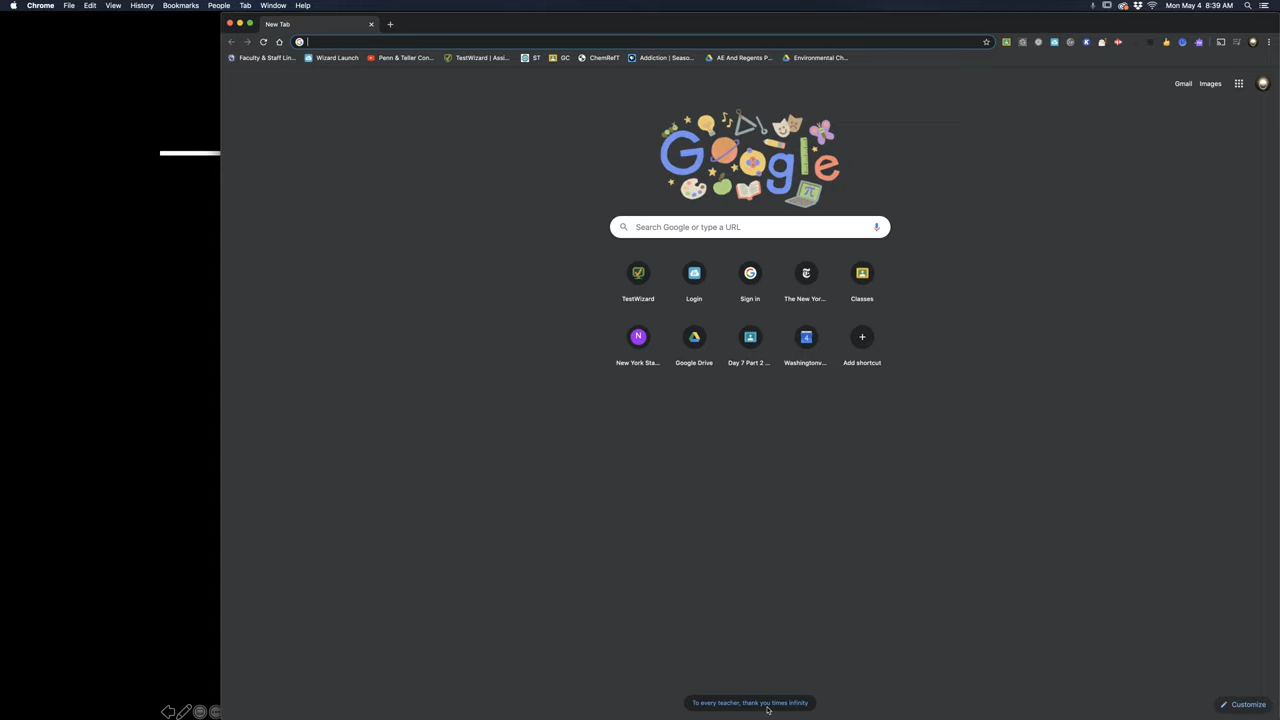 Chrome File Edit View History Bookmarks People Tab Window Help Mon May 4 8:39 AM
New Tab
Faculty & Staff Lin... Wizard Launch Penn & Teller Con... TestWizard | Assi... ST GC ChemRefT Addiction | Seaso... AE And Regents P... Environmental Ch...
Gmail Images
Google
Search Google or type a URL
TestWizard Login Sign in The New Yor... Classes
N 4
New York Sta... Google Drive Day 7 Part 2 ... Washingtonv... Add shortcut
To every teacher, thank you times infinity
Customize